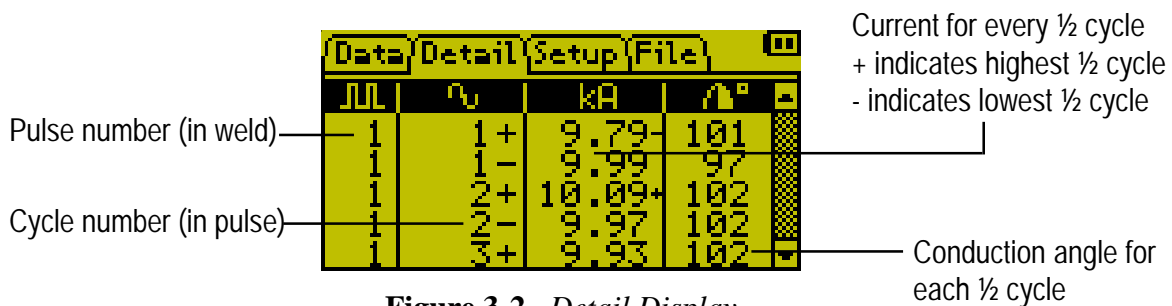 Current for every ½ cycle
+ indicates highest ½ cycle
- indicates lowest ½ cycle
Data Detail Setup File
kA
Pulse number (in weld)
1 1+ 9.79- 101
1 1- 9.99 97
1 2+ 10.09+ 102
Cycle number (in pulse)
1 2- 9.97 102
1 3+ 9.93 102
Conduction angle for
each ½ cycle
Figure 3-2. Detail Display